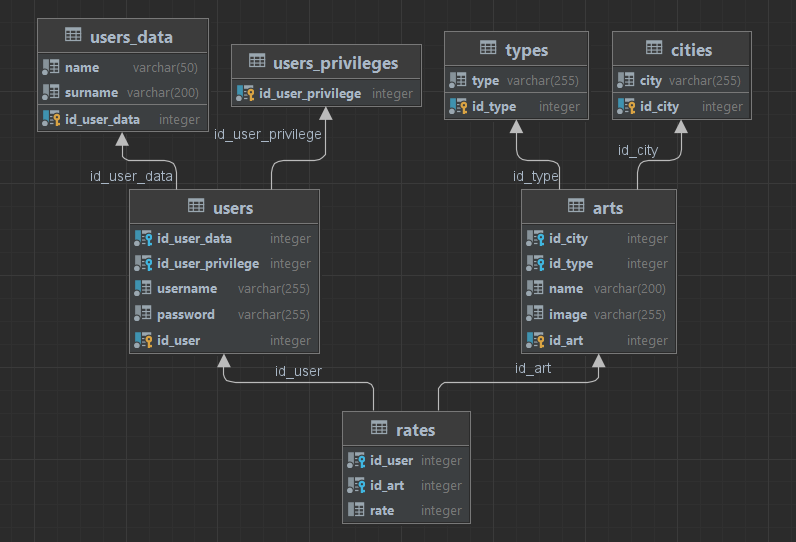 users_data
name varchar(50)
surname varchar(200)
id_user_data integer
users_privileges
id_user_privilege integer
types
type varchar(255)
id_type integer
cities
city varchar(255)
id_city integer
id_user_privilege
id_user_data
id_type
id_city
users
id_user_data integer
id_user_privilege integer
username varchar(255)
password varchar(255)
id_user integer
arts
id_city integer
id_type integer
name varchar(200)
image varchar(255)
id_art integer
id_user
id_art
rates
id_user integer
id_art integer
rate integer